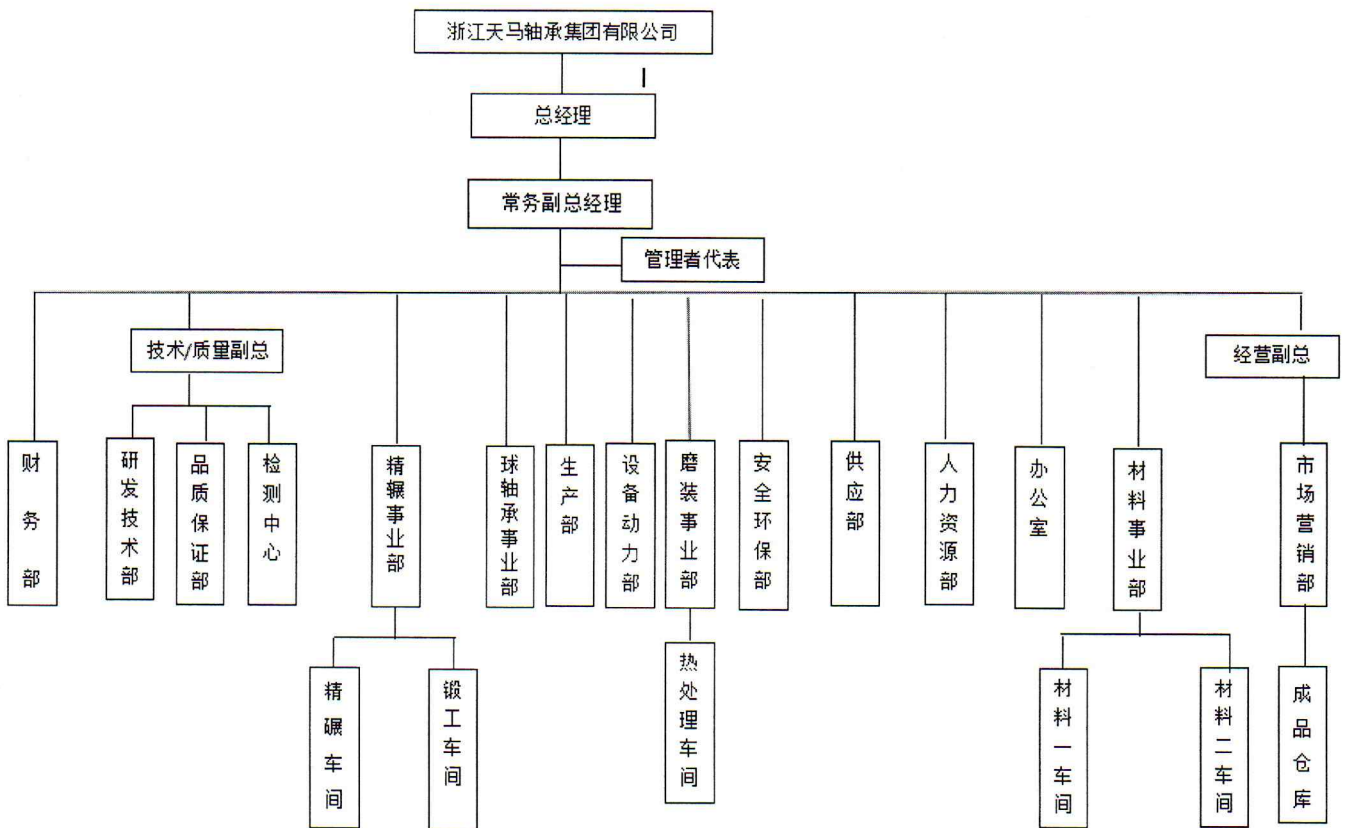 浙江天马轴承集团有限公司
总经理
常务副总经理
管理者代表
技术/质量副总
经营副总
财务部
研发技术部
品质保证部
检测中心
精辗事业部
球轴承事业部
生产部
设备动力部
磨装事业部
安全环保部
供应部
人力资源部
办公室
材料事业部
市场营销部
精碾车间
锻工车间
热处理车间
材料一车间
材料二车间
成品仓库